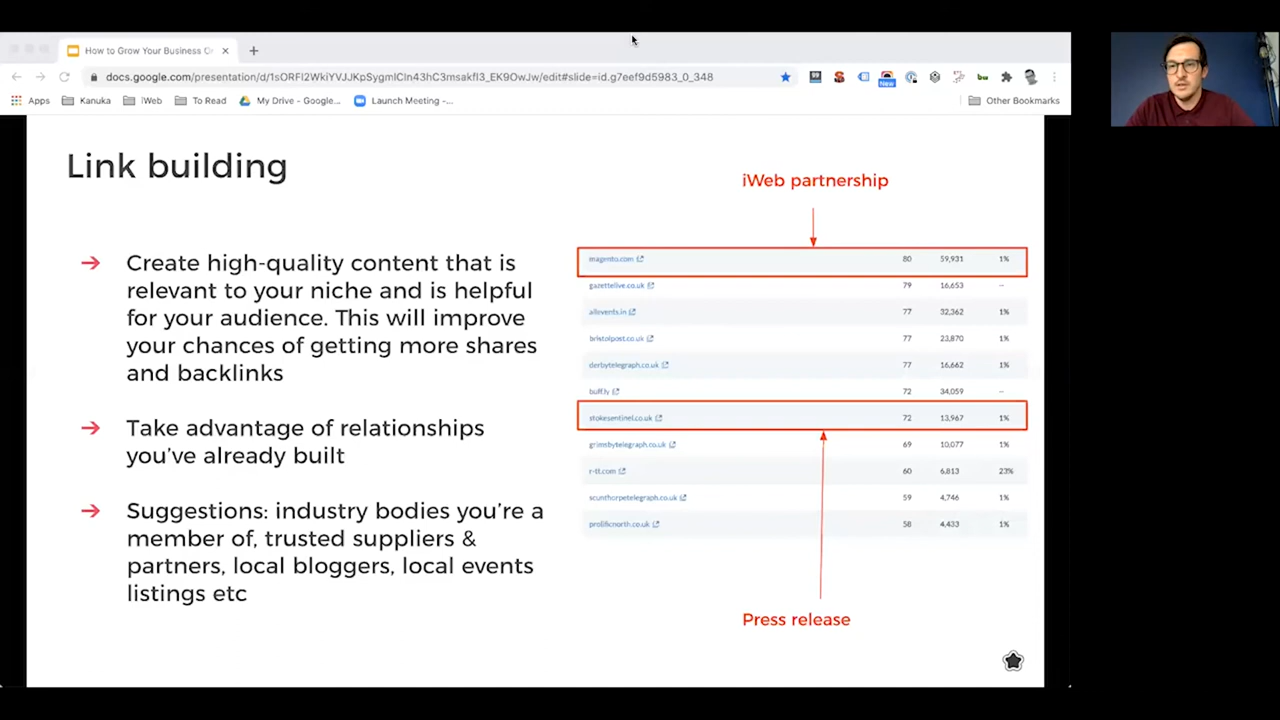 How to Grow Your Business O
docs.google.com/presentation/d/1sORFI2WkiYVJJKpSygmlCIn43hC3msakfI3_EK9OwJw/edit#slide=id.g7eef9d5983_0_348
New
Apps
Kanuka
iWeb
To Read
My Drive - Google...
Launch Meeting -...
Other Bookmarks
Link building
➔ Create high-quality content that is
relevant to your niche and is helpful
for your audience. This will improve
your chances of getting more shares
and backlinks
➔ Take advantage of relationships
you've already built
➔ Suggestions: industry bodies you're a
member of, trusted suppliers &
partners, local bloggers, local events
listings etc
iWeb partnership
magento.com 80 59,931 1%
gazettelive.co.uk 79 16,653 –
allevents.in 77 32,362 1%
bristolpost.co.uk 77 23,870 1%
derbytelegraph.co.uk 77 16,662 1%
buff.ly 72 34,059 –
stokesentinel.co.uk 72 13,967 1%
grimsbytelegraph.co.uk 69 10,077 1%
r-tt.com 60 6,813 23%
scunthorpetelegraph.co.uk 59 4,746 1%
prolificnorth.co.uk 58 4,433 1%
Press release